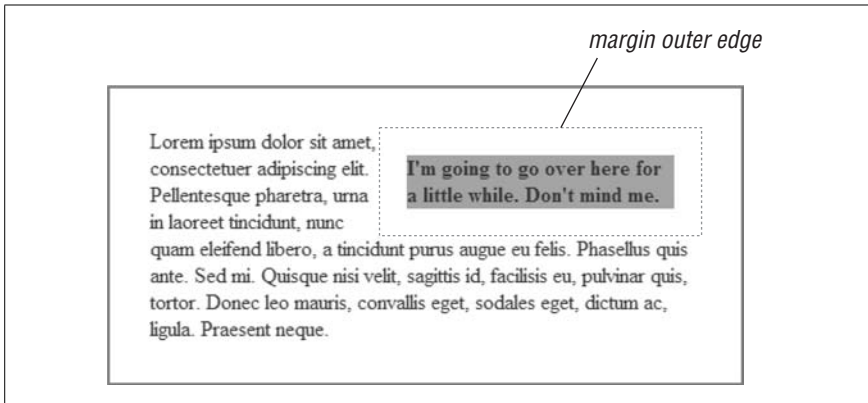 margin outer edge
Lorem ipsum dolor sit amet,
consectetuer adipiscing elit.
Pellentesque pharetra, urna
in laoreet tincidunt, nunc
I'm going to go over here for
a little while. Don't mind me.
quam eleifend libero, a tincidunt purus augue eu felis. Phasellus quis
ante. Sed mi. Quisque nisi velit, sagittis id, facilisis eu, pulvinar quis,
tortor. Donec leo mauris, convallis eget, sodales eget, dictum ac,
ligula. Praesent neque.